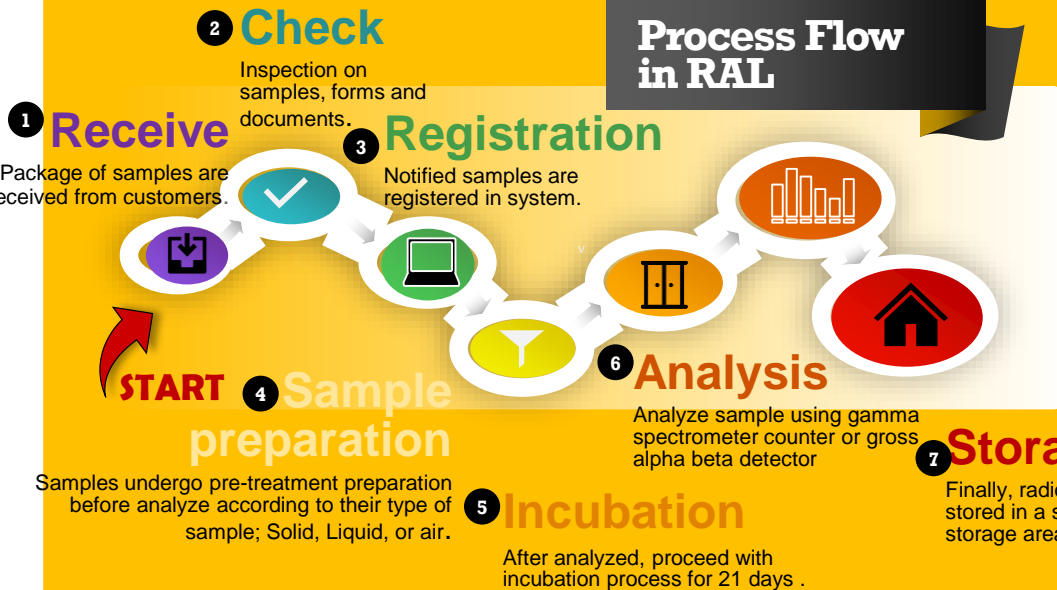 Process Flow
in RAL
1 Receive
Package of samples are
eceived from customers.
2 Check
Inspection on
samples, forms and
documents.
3 Registration
Notified samples are
registered in system.
START
4 Sample
preparation
Samples undergo pre-treatment preparation
before analyze according to their type of
sample; Solid, Liquid, or air.
5 Incubation
After analyzed, proceed with
incubation process for 21 days .
6 Analysis
Analyze sample using gamma
spectrometer counter or gross
alpha beta detector
7 Stora
Finally, radi
stored in a s
storage area
v